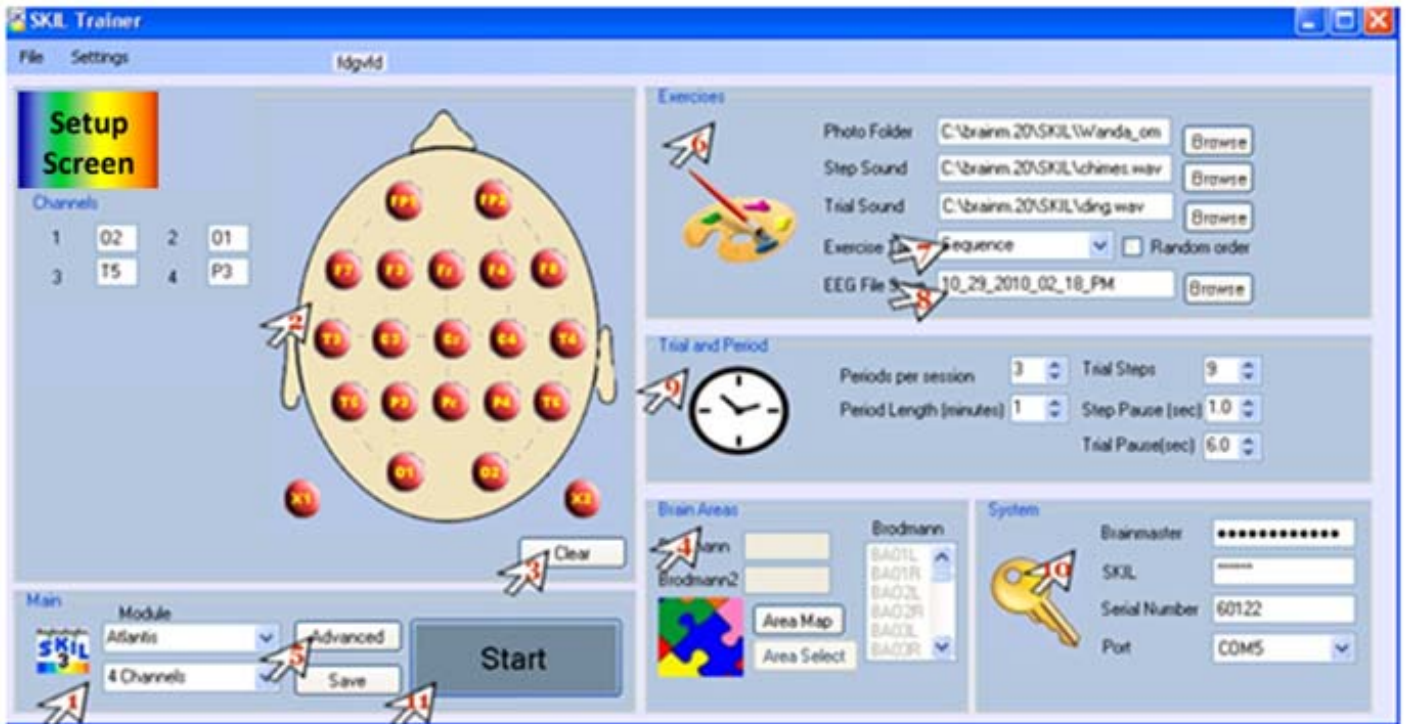 SKIL Trainer
File Settings fdgvfd
Setup
Screen
Channels
1 O2 2 O1
3 T5 4 P3
FP1 FP2
F7 F3 Fz F4 F8
T3 C3 Cz C4 T4
T5 P3 Pz P4 T6
O1 O2
X1 X2
2
3 Clear
Main
Module
SKIL
3
Atlantis
4 Channels
1
5 Advanced
Save
11 Start
Exercises
6
Photo Folder C:\brainm.20\SKIL\Wanda_om Browse
Step Sound C:\brainm.20\SKIL\chimes.wav Browse
Trial Sound C:\brainm.20\SKIL\ding.wav Browse
Exercise 7 Sequence Random order
EEG File 8 10_29_2010_02_18_PM Browse
Trial and Period
9
Periods per session 3 Trial Steps 9
Period Length (minutes) 1 Step Pause (sec) 1.0
Trial Pause(sec) 6.0
Brain Areas
4
Brodmann2
Area Map
Area Select
Brodmann
BA01L
BA01R
BA02L
BA02R
BA03L
BA03R
System
10
Brainmaster ••••••••••••
SKIL
Serial Number 60122
Port COM5